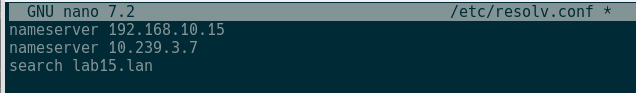 GNU nano 7.2 /etc/resolv.conf *
nameserver 192.168.10.15
nameserver 10.239.3.7
search lab15.lan